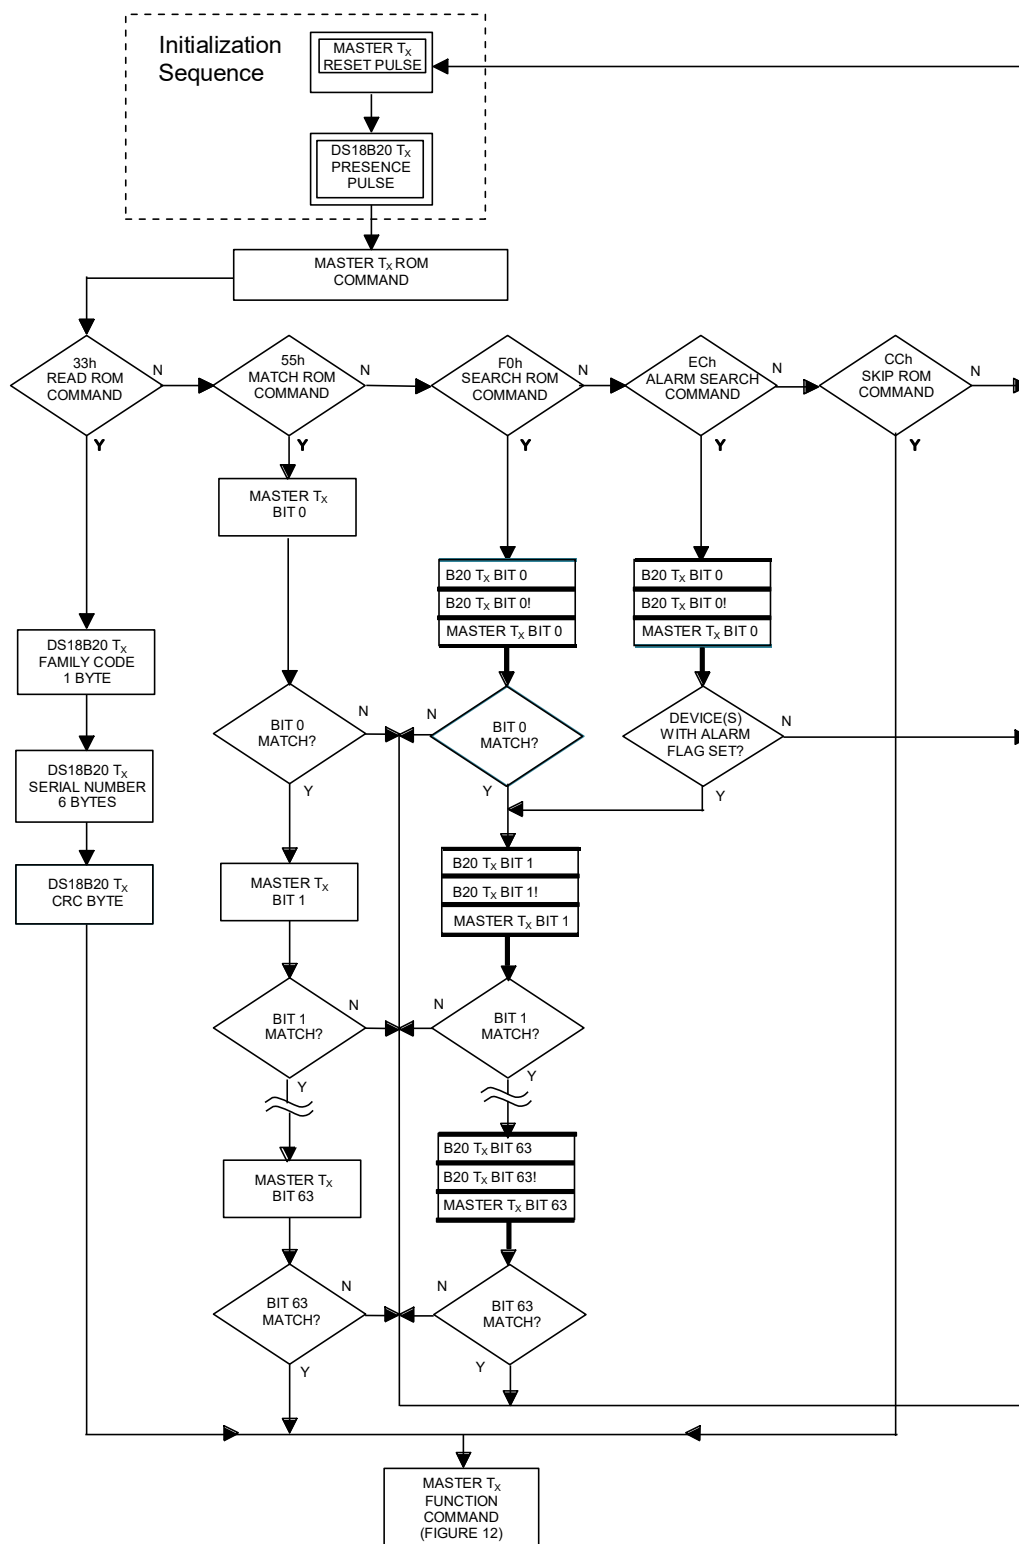 Initialization
Sequence
MASTER TX
RESET PULSE
DS18B20 TX
PRESENCE
PULSE
MASTER TX ROM
COMMAND
33h
READ ROM
COMMAND
N
Y
55h
MATCH ROM
COMMAND
N
Y
F0h
SEARCH ROM
COMMAND
N
Y
ECh
ALARM SEARCH
COMMAND
N
Y
CCh
SKIP ROM
COMMAND
N
Y
MASTER TX
BIT 0
B20 TX BIT 0
B20 TX BIT 0!
MASTER TX BIT 0
B20 TX BIT 0
B20 TX BIT 0!
MASTER TX BIT 0
DS18B20 TX
FAMILY CODE
1 BYTE
BIT 0
MATCH?
N
Y
BIT 0
MATCH?
N
Y
DEVICE(S)
WITH ALARM
FLAG SET?
N
Y
DS18B20 TX
SERIAL NUMBER
6 BYTES
DS18B20 TX
CRC BYTE
MASTER TX
BIT 1
B20 TX BIT 1
B20 TX BIT 1!
MASTER TX BIT 1
BIT 1
MATCH?
N
Y
BIT 1
MATCH?
N
Y
MASTER TX
BIT 63
B20 TX BIT 63
B20 TX BIT 63!
MASTER TX BIT 63
BIT 63
MATCH?
N
Y
BIT 63
MATCH?
N
Y
MASTER TX
FUNCTION
COMMAND
(FIGURE 12)